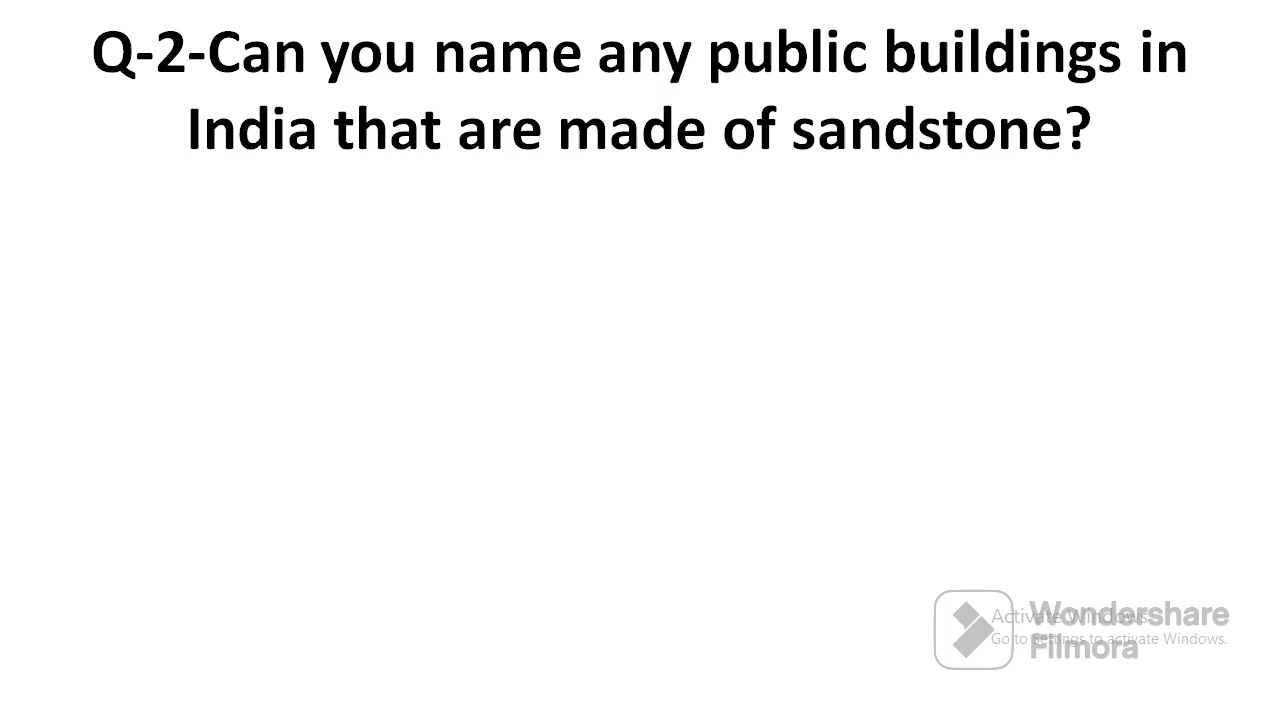 Q-2-Can you name any public buildings in
India that are made of sandstone?
Activate Windows
Go to Settings to activate Windows.
Wondershare
Filmora